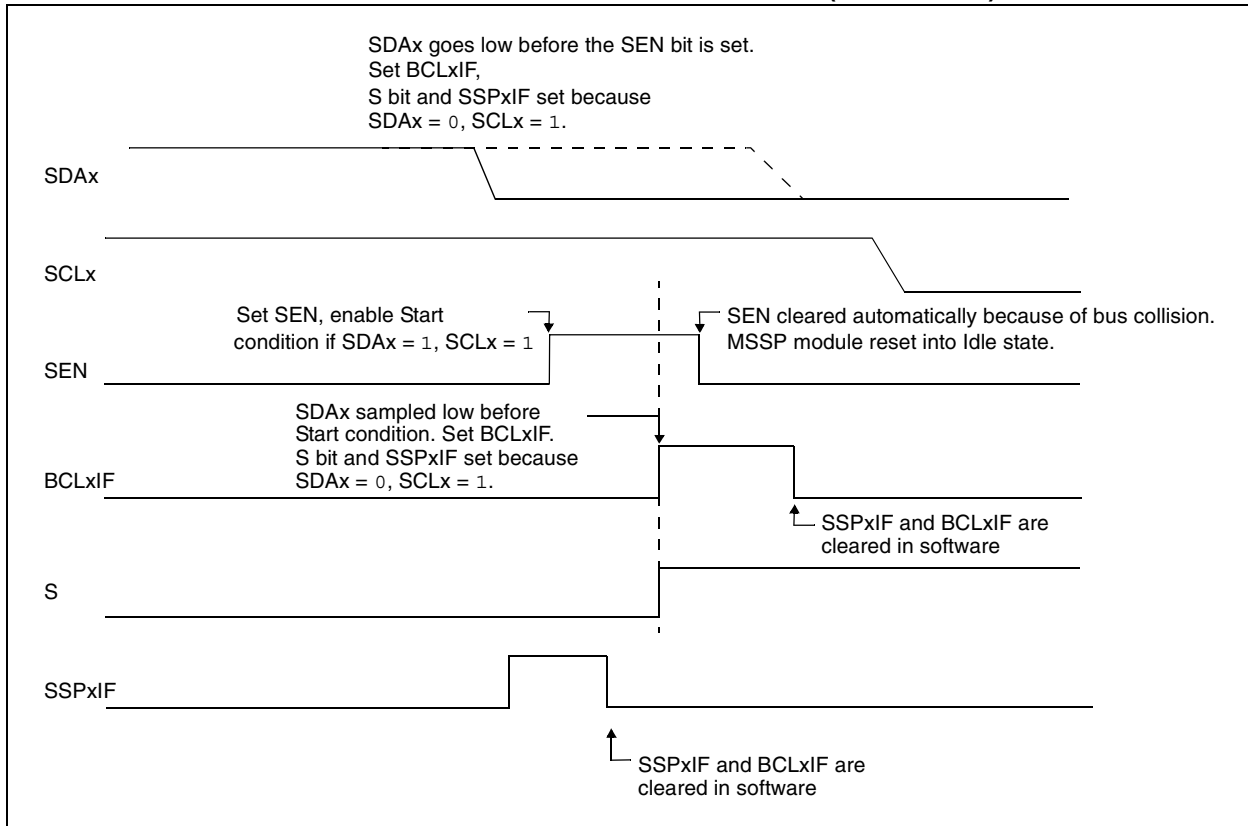 SDAx goes low before the SEN bit is set.
Set BCLxIF,
S bit and SSPxIF set because
SDAx = 0, SCLx = 1.
SDAx
SCLx
Set SEN, enable Start
condition if SDAx = 1, SCLx = 1
SEN cleared automatically because of bus collision.
MSSP module reset into Idle state.
SEN
SDAx sampled low before
Start condition. Set BCLxIF.
S bit and SSPxIF set because
SDAx = 0, SCLx = 1.
BCLxIF
SSPxIF and BCLxIF are
cleared in software
S
SSPxIF
SSPxIF and BCLxIF are
cleared in software